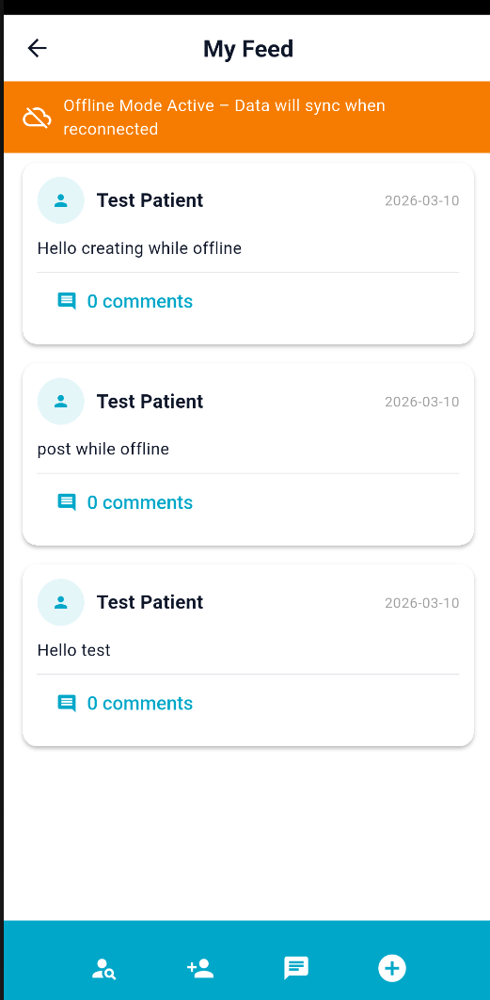 My Feed
Offline Mode Active – Data will sync when
reconnected
Test Patient
2026-03-10
Hello creating while offline
0 comments
Test Patient
2026-03-10
post while offline
0 comments
Test Patient
2026-03-10
Hello test
0 comments